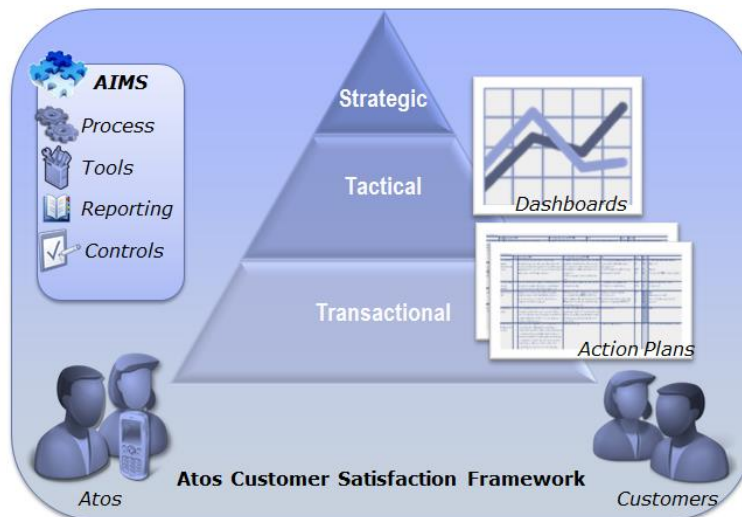 AIMS
Process
Tools
Reporting
Controls
Strategic
Tactical
Transactional
Dashboards
Action Plans
Atos
Atos Customer Satisfaction Framework
Customers